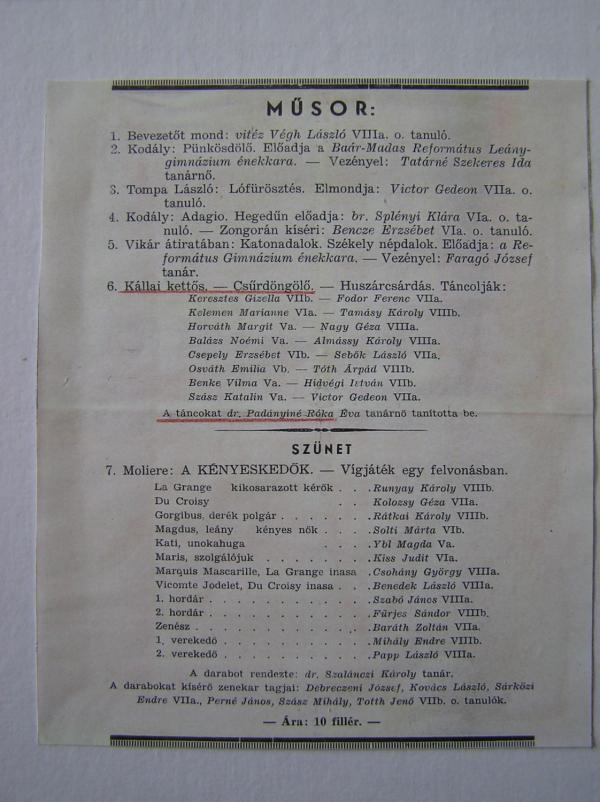 MŰSOR:
1. Bevezetőt mond: vitéz Végh László VIIIa. o. tanuló.
2. Kodály: Pünkösdölő. Előadja a Baár-Madas Református Leány-
gimnázium énekkara. — Vezényel: Tatárné Szekeres Ida
tanárnő.
3. Tompa László: Lófürösztés. Elmondja: Victor Gedeon VIIa. o.
tanuló.
4. Kodály: Adagio. Hegedűn előadja: br. Splényi Klára VIa. o. ta-
nuló. — Zongorán kíséri: Bencze Erzsébet VIa. o. tanuló.
5. Vikár átiratában: Katonadalok. Székely népdalok. Előadja: a Re-
formátus Gimnázium énekkara. — Vezényel: Faragó József
tanár.
6. Kállai kettős. — Csűrdöngölő. — Huszárcsárdás. Táncolják:
Keresztes Gizella VIIb. — Fodor Ferenc VIIa.
Kelemen Marianne VIa. — Tamásy Károly VIIIb.
Horváth Margit Va. — Nagy Géza VIIIa.
Balázs Noémi Va. — Almássy Károly VIIIa.
Csepely Erzsébet VIb. — Sebők László VIIa.
Osváth Emilia Vb. — Tóth Árpád VIIIb.
Benke Vilma Va. — Hidvégi István VIIb.
Szász Katalin Va. — Victor Gedeon VIIa.
A táncokat dr. Padányiné Róka Éva tanárnő tanította be.
SZÜNET
7. Moliere: A KÉNYESKEDŐK. — Vígjáték egy felvonásban.
La Grange kikosarazott kérők . . . Runyay Károly VIIIb.
Du Croisy . . . Kolozsy Géza VIIa.
Gorgibus, derék polgár . . . . . . . Rátkai Károly VIIIb.
Magdus, leány kényes nők . . . Solti Márta VIb.
Kati, unokahuga . . . Ybl Magda Va.
Maris, szolgálójuk . . . . . . . . Kiss Judit VIa.
Marquis Mascarille, La Grange inasa . Csohány György VIIIa.
Vicomte Jodelet, Du Croisy inasa . . . Benedek László VIIIa.
1. hordár . . . . . . . . . . . . Szabó János VIIIa.
2. hordár . . . . . . . . . . . . Fürjes Sándor VIIIb.
Zenész . . . . . . . . . . . . . Baráth Zoltán VIIa.
1. verekedő . . . . . . . . . . . Mihály Endre VIIIb.
2. verekedő . . . . . . . . . . . Papp László VIIIa.
A darabot rendezte: dr. Szalánczi Károly tanár.
A darabokat kísérő zenekar tagjai: Debreczeni József, Kovács László, Sárközi
Endre VIIa., Perné János, Szász Mihály, Totth Jenő VIIb. o. tanulók.
— Ára: 10 fillér. —